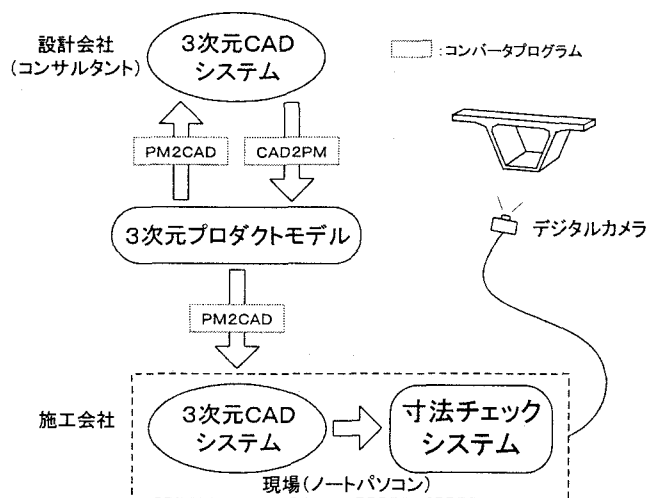 設計会社
(コンサルタント)
3次元CAD
システム
:コンバータプログラム
PM2CAD
CAD2PM
3次元プロダクトモデル
デジタルカメラ
PM2CAD
施工会社
3次元CAD
システム
寸法チェック
システム
現場(ノートパソコン)